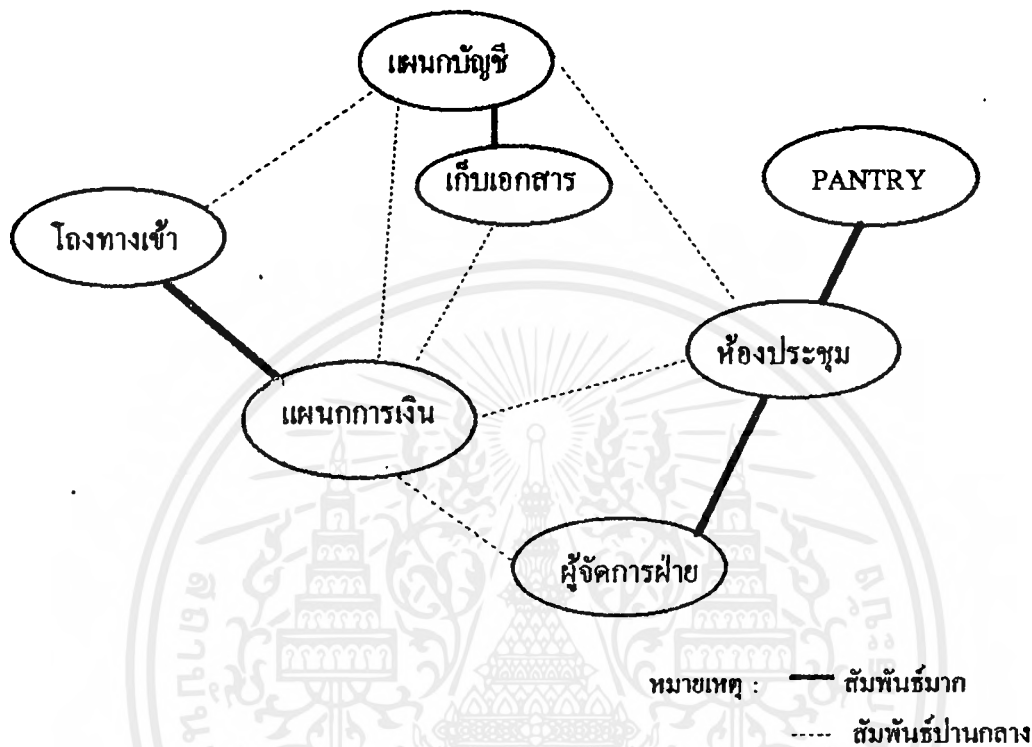 แผนกบัญชี
เก็บเอกสาร
PANTRY
โถงทางเข้า
ห้องประชุม
แผนกการเงิน
ผู้จัดการฝ่าย
หมายเหตุ : สัมพันธ์มาก
สัมพันธ์ปานกลาง